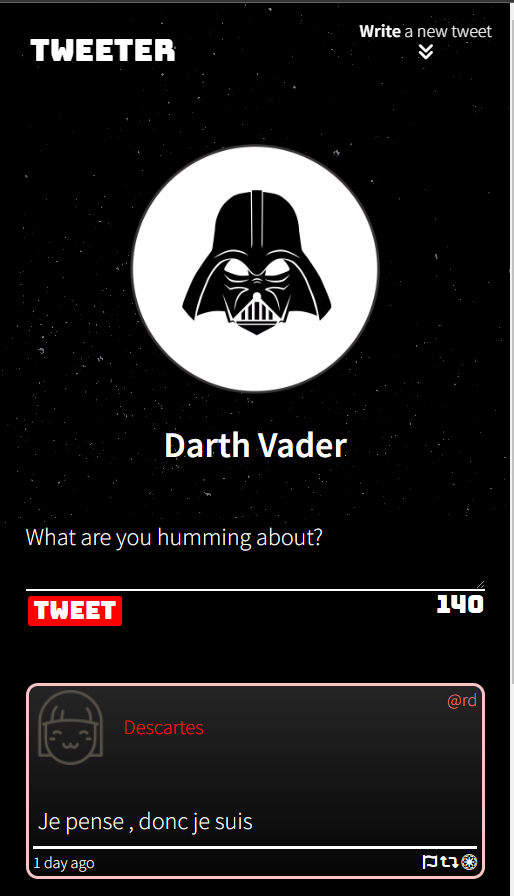 TWEETER
Write a new tweet
Darth Vader
What are you humming about?
TWEET
140
@rd
Descartes
Je pense , donc je suis
1 day ago